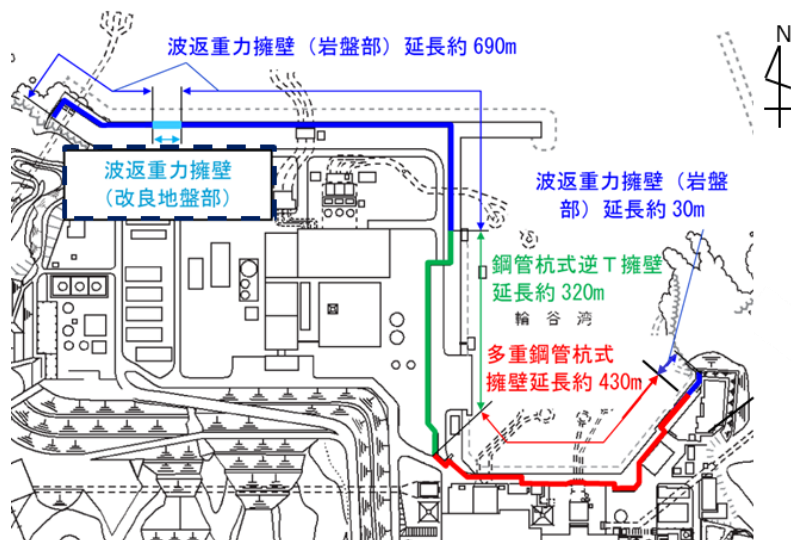 波返重力擁壁（岩盤部）延長約 690m
N
波返重力擁壁
（改良地盤部）
波返重力擁壁（岩盤
部）延長約 30m
鋼管杭式逆Ｔ擁壁
延長約 320m
輪谷湾
多重鋼管杭式
擁壁延長約 430m